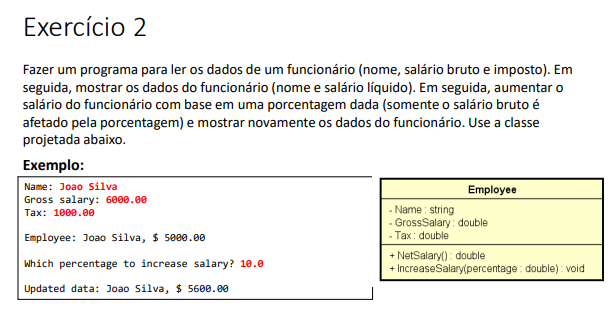 Exercício 2
Fazer um programa para ler os dados de um funcionário (nome, salário bruto e imposto). Em
seguida, mostrar os dados do funcionário (nome e salário líquido). Em seguida, aumentar o
salário do funcionário com base em uma porcentagem dada (somente o salário bruto é
afetado pela porcentagem) e mostrar novamente os dados do funcionário. Use a classe
projetada abaixo.
Exemplo:
Name: Joao Silva
Gross salary: 6000.00
Tax: 1000.00
Employee: Joao Silva, $ 5000.00
Which percentage to increase salary? 10.0
Updated data: Joao Silva, $ 5600.00
Employee
- Name : string
- GrossSalary : double
- Tax : double
+ NetSalary() : double
+ IncreaseSalary(percentage : double) : void